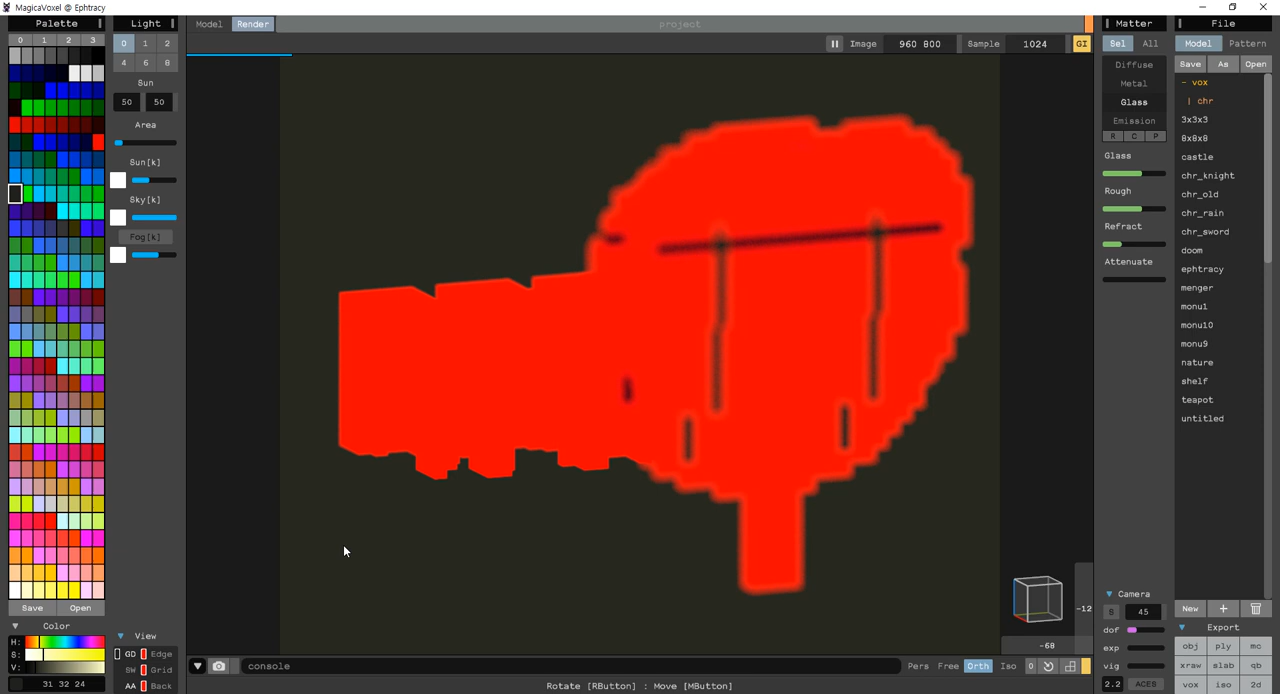 MagicaVoxel @ Ephtracy
Palette
0 1 2 3
Save Open
Color
H:
S:
V:
31 32 24
Light
0 1 2
4 6 8
Sun
50 50
Area
Sun[k]
Sky[k]
Fog[k]
View
GD Edge
SW Grid
AA Back
Model Render project
Image 960 800 Sample 1024 GI
-12
-68
console
Pers Free Orth Iso 0
Rotate [RButton] : Move [MButton]
Matter
Sel All
Diffuse
Metal
Glass
Emission
R C P
Glass
Rough
Refract
Attenuate
Camera
S 45
dof
exp
vig
2.2 ACES
File
Model Pattern
Save As Open
- vox
| chr
3x3x3
8x8x8
castle
chr_knight
chr_old
chr_rain
chr_sword
doom
ephtracy
menger
monu1
monu10
monu9
nature
shelf
teapot
untitled
New +
Export
obj ply mc
xraw slab qb
vox iso 2d